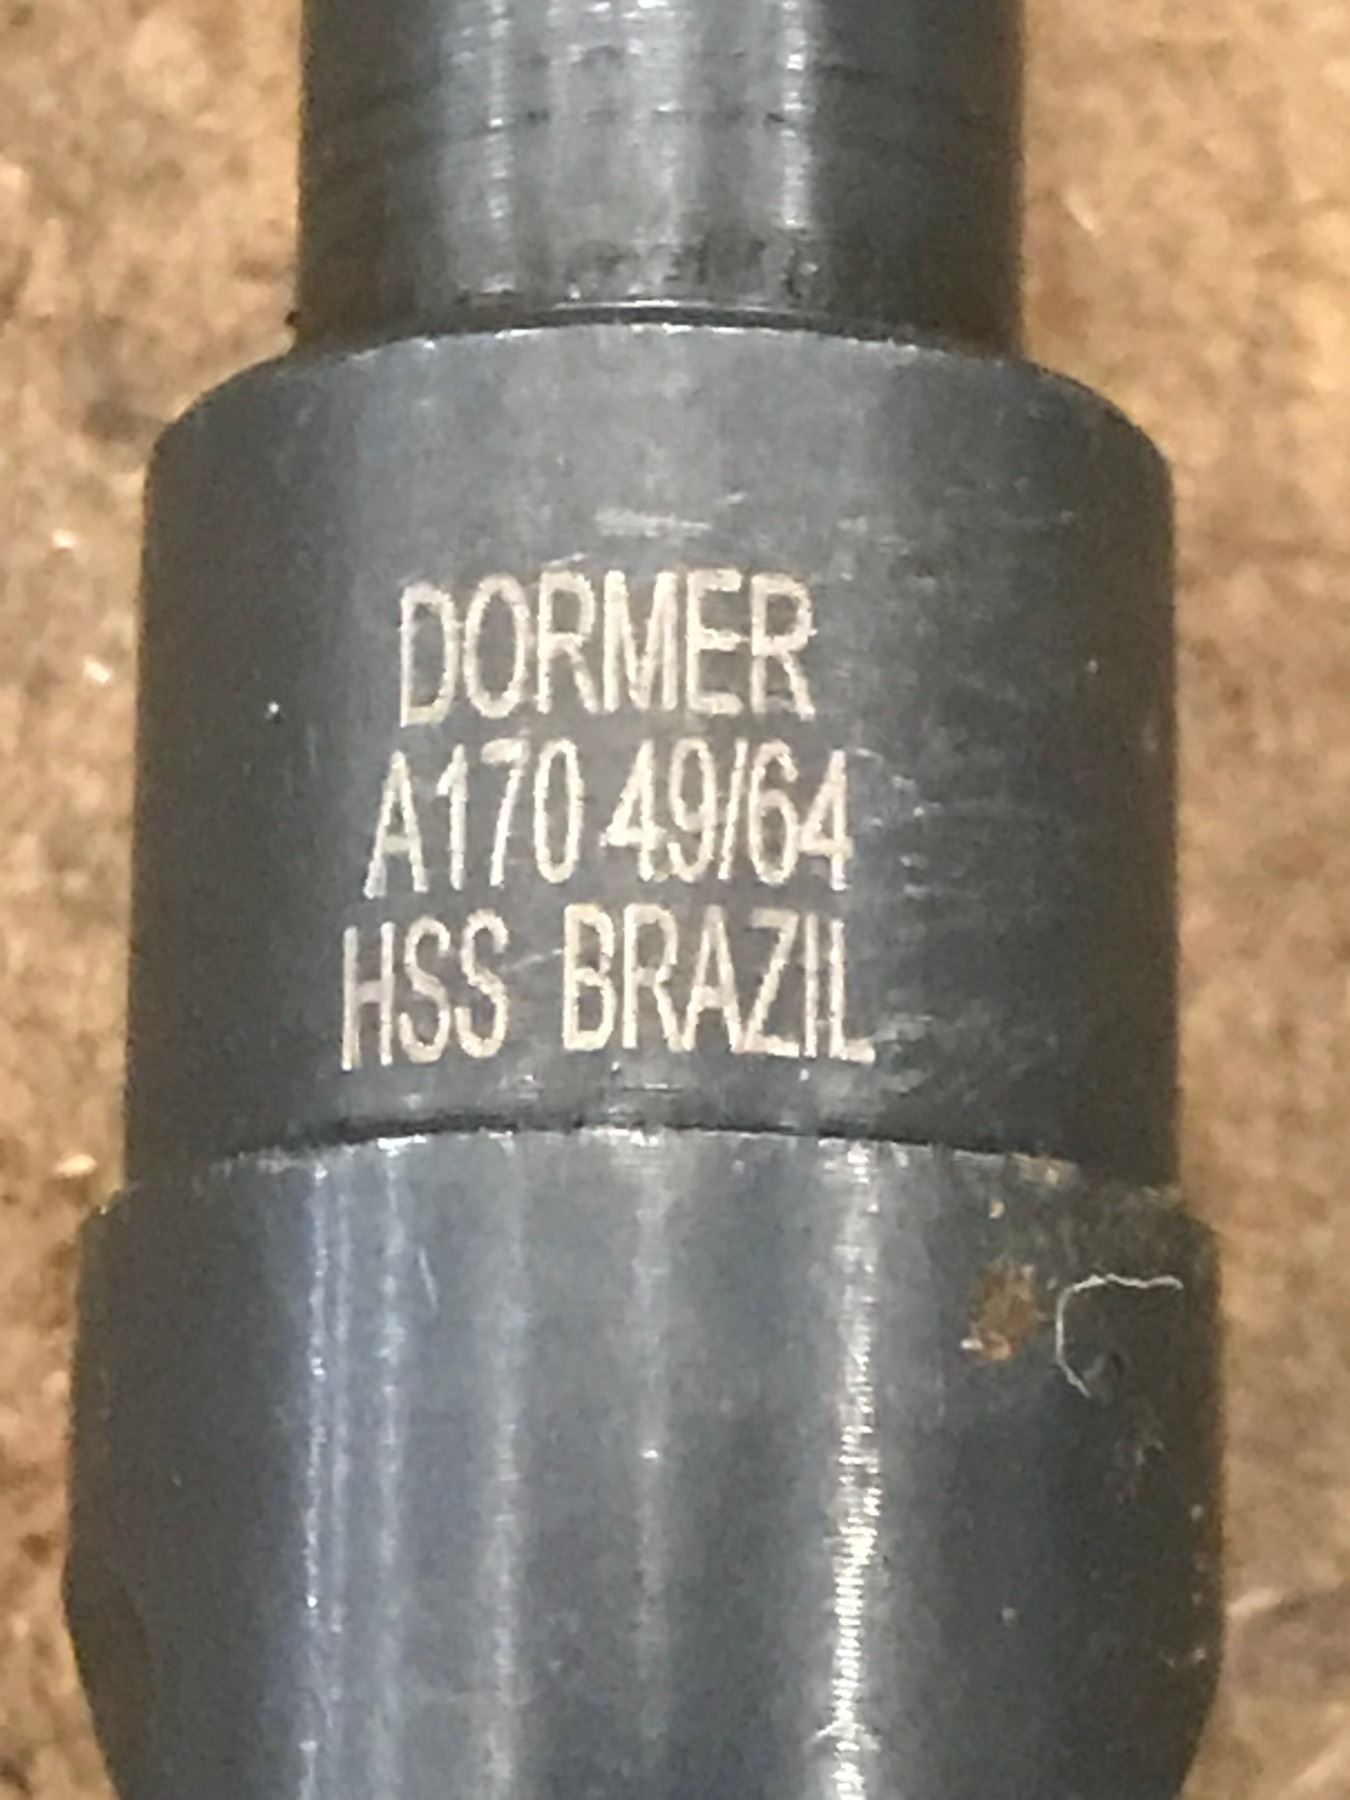 DORMER
A170 49/64
HSS BRAZIL